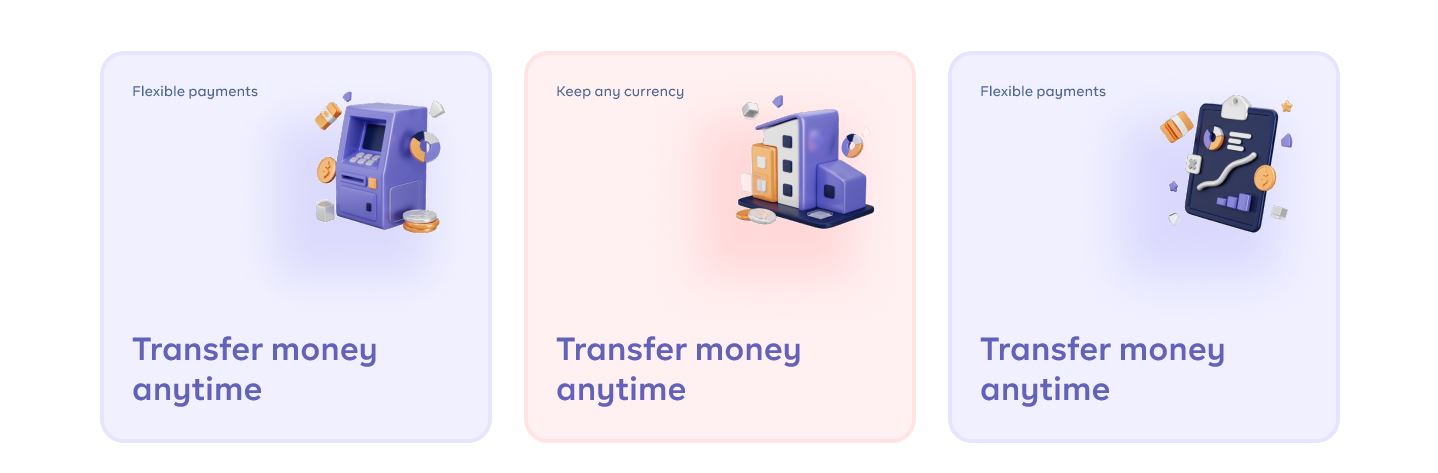 Flexible payments
Transfer money
anytime
Keep any currency
Transfer money
anytime
Flexible payments
Transfer money
anytime